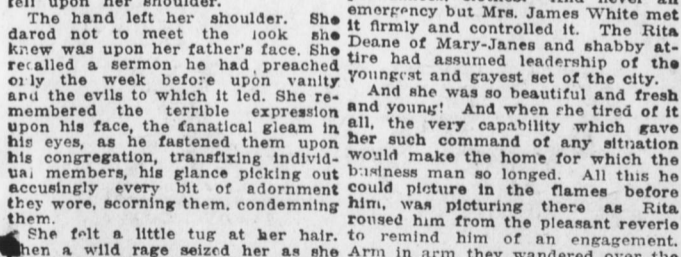 fell upon her shoulder.
The hand left her shoulder. She
dared not to meet the look she
knew was upon her father's face. She
recalled a sermon he had preached
only the week before upon vanity
and the evils to which it led. She re-
membered the terrible expression
upon his face, the fanatical gleam in
his eyes, as he fastened them upon
his congregation, transfixing individ-
ual members, his glance picking out
accusingly every bit of adornment
they wore, scorning them, condemning
them.
She felt a little tug at her hair.
Then a wild rage seized her as she
emergency but Mrs. James White met
it firmly and controlled it. The Rita
Deane of Mary-Janes and shabby at-
tire had assumed leadership of the
youngest and gayest set of the city.
And she was so beautiful and fresh
and young! And when she tired of it
all, the very capability which gave
her such command of any situation
would make the home for which the
business man so longed. All this he
could picture in the flames before
him, was picturing there as Rita
roused him from the pleasant reverie
to remind him of an engagement.
Arm in arm they wandered over the